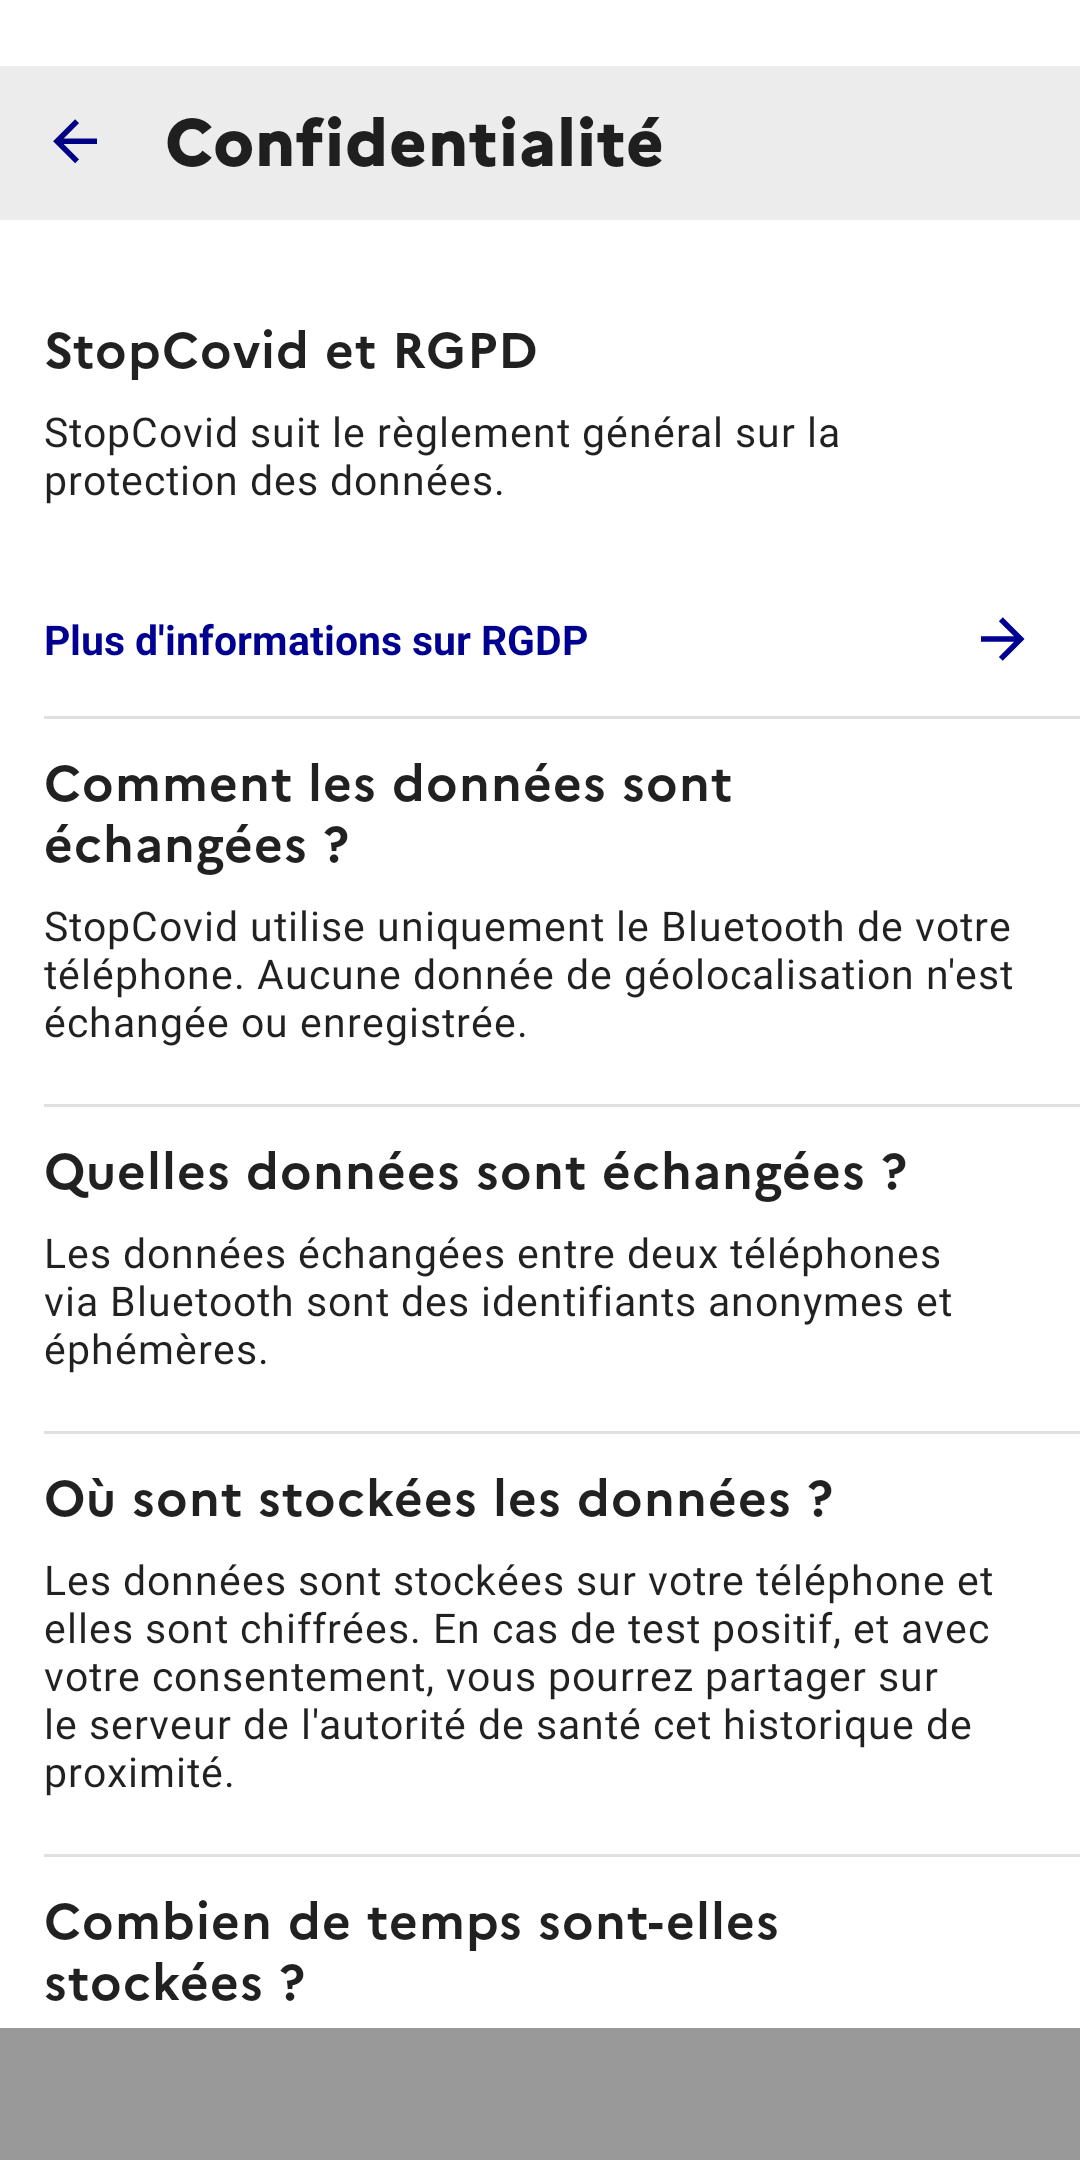 Confidentialité
StopCovid et RGPD
StopCovid suit le règlement général sur la
protection des données.
Plus d'informations sur RGDP
Comment les données sont
échangées ?
StopCovid utilise uniquement le Bluetooth de votre
téléphone. Aucune donnée de géolocalisation n'est
échangée ou enregistrée.
Quelles données sont échangées ?
Les données échangées entre deux téléphones
via Bluetooth sont des identifiants anonymes et
éphémères.
Où sont stockées les données ?
Les données sont stockées sur votre téléphone et
elles sont chiffrées. En cas de test positif, et avec
votre consentement, vous pourrez partager sur
le serveur de l'autorité de santé cet historique de
proximité.
Combien de temps sont-elles
stockées ?